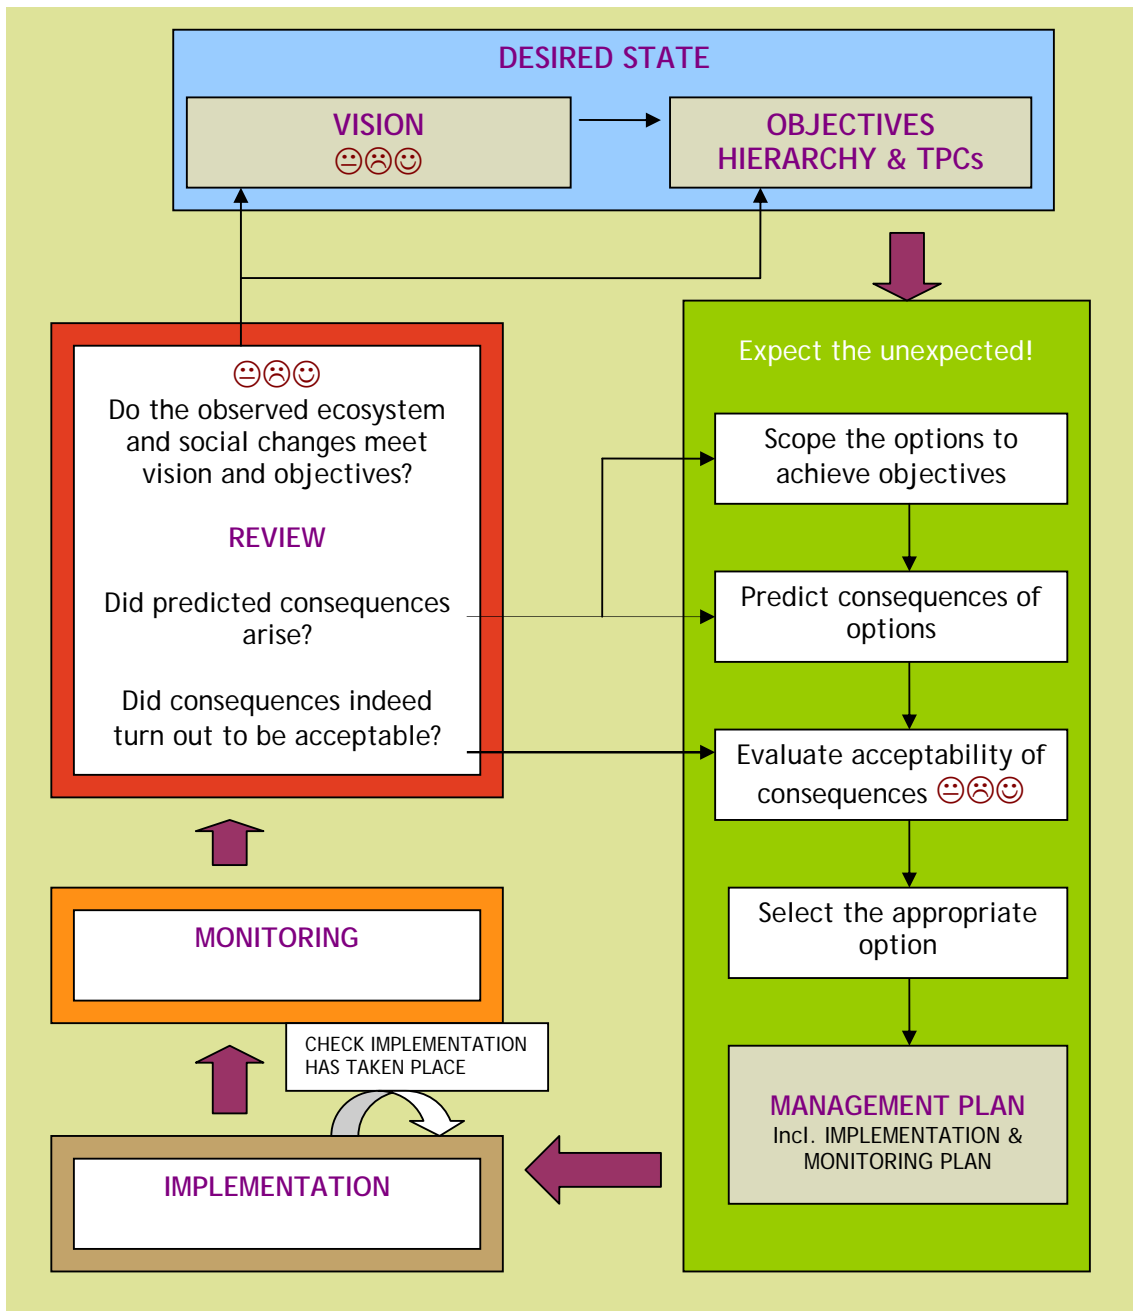 DESIRED STATE
VISION
OBJECTIVES
HIERARCHY & TPCs
Expect the unexpected!
Do the observed ecosystem
and social changes meet
vision and objectives?
REVIEW
Did predicted consequences
arise?
Did consequences indeed
turn out to be acceptable?
Scope the options to
achieve objectives
Predict consequences of
options
Evaluate acceptability of
consequences
Select the appropriate
option
MANAGEMENT PLAN
Incl. IMPLEMENTATION &
MONITORING PLAN
MONITORING
CHECK IMPLEMENTATION
HAS TAKEN PLACE
IMPLEMENTATION